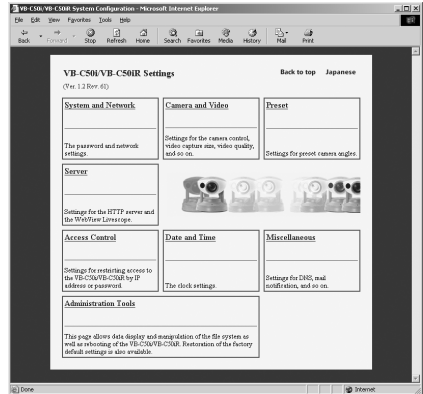 VB-C50i/VB-C50iR System Configuration - Microsoft Internet Explorer
File Edit View Favorites Tools Help
Back Forward Stop Refresh Home Search Favorites Media History Mail Print
VB-C50i/VB-C50iR Settings Back to top Japanese
(Ver. 1.2 Rev. 61)
System and Network Camera and Video Preset
The password and network settings.
Settings for the camera control, video capture size, video quality, and so on.
Settings for preset camera angles.
Server
Settings for the HTTP server and the WebView Livescope.
Access Control Date and Time Miscellaneous
Settings for restricting access to the VB-C50i/VB-C50iR by IP address or password.
The clock settings.
Settings for DNS, mail notification, and so on.
Administration Tools
This page allows data display and manipulation of the file system as well as rebooting of the VB-C50i/VB-C50iR. Restoration of the factory default settings is also available.
Done Internet